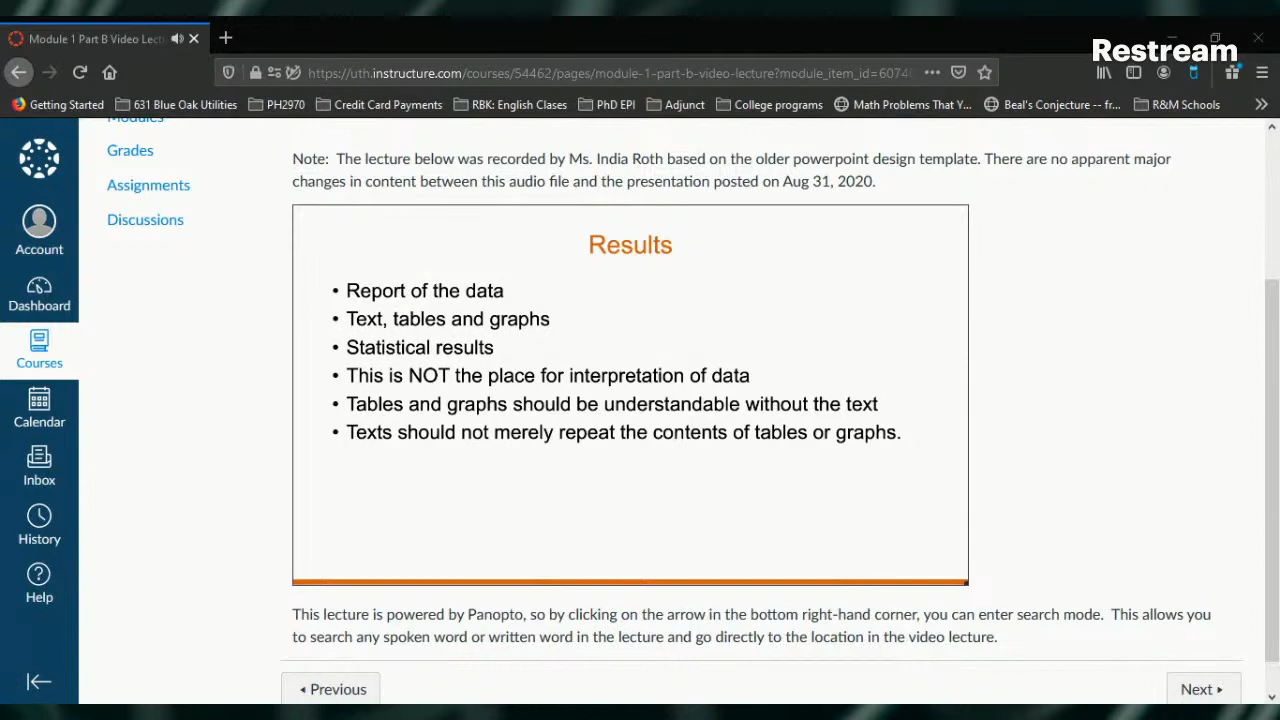 Module 1 Part B Video Lect
Restream
https://uth.instructure.com/courses/54462/pages/module-1-part-b-video-lecture?module_item_id=6074
Getting Started
631 Blue Oak Utilities
PH2970
Credit Card Payments
RBK: English Classes
PhD EPI
Adjunct
College programs
Math Problems That Y...
Beal's Conjecture -- fr...
R&M Schools
Modules
Grades
Assignments
Discussions
Account
Dashboard
Courses
Calendar
Inbox
History
Help
Note: The lecture below was recorded by Ms. India Roth based on the older powerpoint design template. There are no apparent major
changes in content between this audio file and the presentation posted on Aug 31, 2020.
Results
• Report of the data
• Text, tables and graphs
• Statistical results
• This is NOT the place for interpretation of data
• Tables and graphs should be understandable without the text
• Texts should not merely repeat the contents of tables or graphs.
This lecture is powered by Panopto, so by clicking on the arrow in the bottom right-hand corner, you can enter search mode. This allows you
to search any spoken word or written word in the lecture and go directly to the location in the video lecture.
Previous
Next